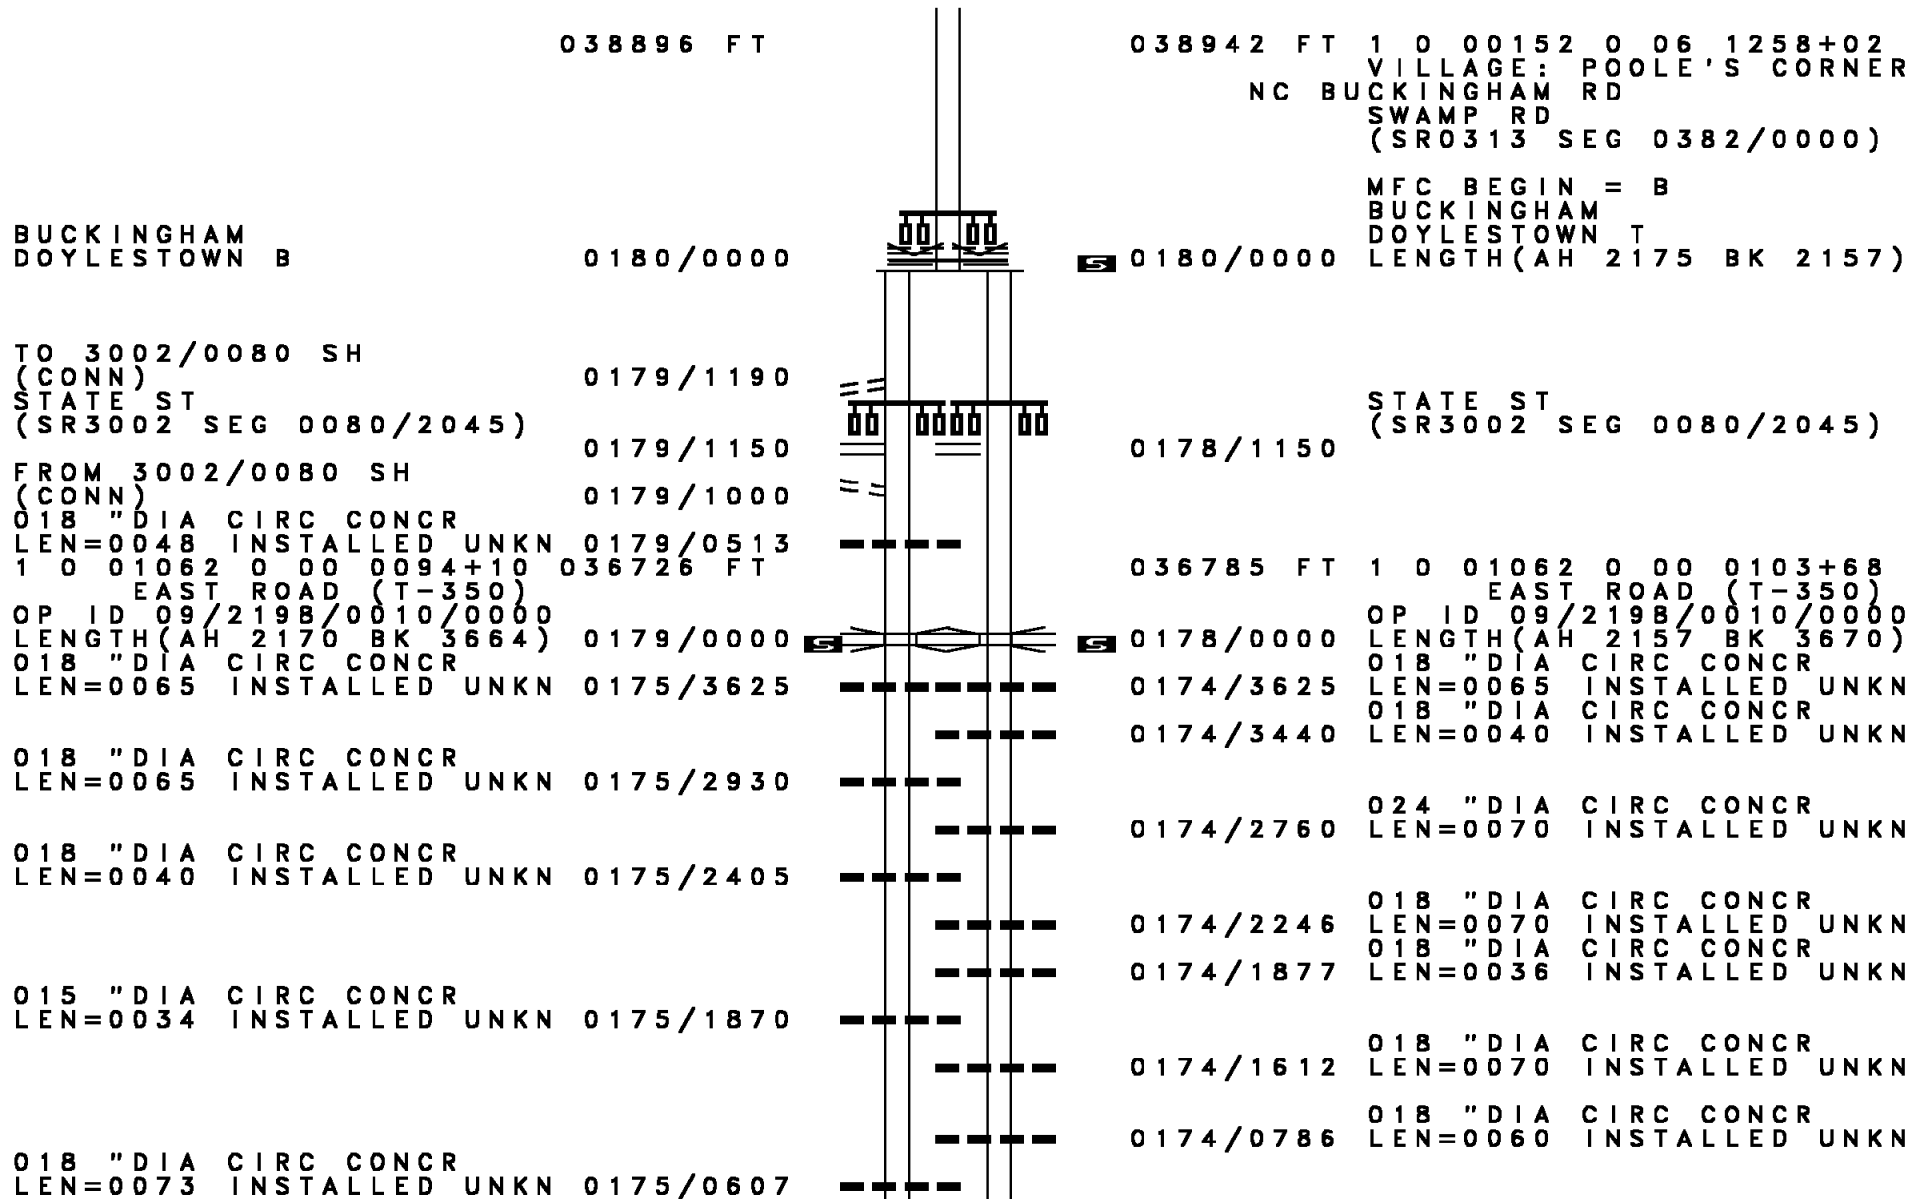 038896 FT 038942 FT 1 0 00152 0 06 1258+02
VILLAGE: POOLE'S CORNER
NC BUCKINGHAM RD
SWAMP RD
(SR0313 SEG 0382/0000)
MFC BEGIN = B
BUCKINGHAM
BUCKINGHAM DOYLESTOWN T
DOYLESTOWN B 0180/0000 S 0180/0000 LENGTH(AH 2175 BK 2157)
TO 3002/0080 SH
(CONN) 0179/1190
STATE ST STATE ST
(SR3002 SEG 0080/2045) (SR3002 SEG 0080/2045)
0179/1150 0178/1150
FROM 3002/0080 SH
(CONN) 0179/1000
018 "DIA CIRC CONCR
LEN=0048 INSTALLED UNKN 0179/0513
1 0 01062 0 00 0094+10 036726 FT 036785 FT 1 0 01062 0 00 0103+68
EAST ROAD (T-350) EAST ROAD (T-350)
OP ID 09/2198/0010/0000 OP ID 09/2198/0010/0000
LENGTH(AH 2170 BK 3664) 0179/0000 S S 0178/0000 LENGTH(AH 2157 BK 3670)
018 "DIA CIRC CONCR 018 "DIA CIRC CONCR
LEN=0065 INSTALLED UNKN 0175/3625 0174/3625 LEN=0065 INSTALLED UNKN
018 "DIA CIRC CONCR
0174/3440 LEN=0040 INSTALLED UNKN
018 "DIA CIRC CONCR
LEN=0065 INSTALLED UNKN 0175/2930
024 "DIA CIRC CONCR
0174/2760 LEN=0070 INSTALLED UNKN
018 "DIA CIRC CONCR
LEN=0040 INSTALLED UNKN 0175/2405
018 "DIA CIRC CONCR
0174/2246 LEN=0070 INSTALLED UNKN
018 "DIA CIRC CONCR
0174/1877 LEN=0036 INSTALLED UNKN
015 "DIA CIRC CONCR
LEN=0034 INSTALLED UNKN 0175/1870
018 "DIA CIRC CONCR
0174/1612 LEN=0070 INSTALLED UNKN
018 "DIA CIRC CONCR
0174/0786 LEN=0060 INSTALLED UNKN
018 "DIA CIRC CONCR
LEN=0073 INSTALLED UNKN 0175/0607